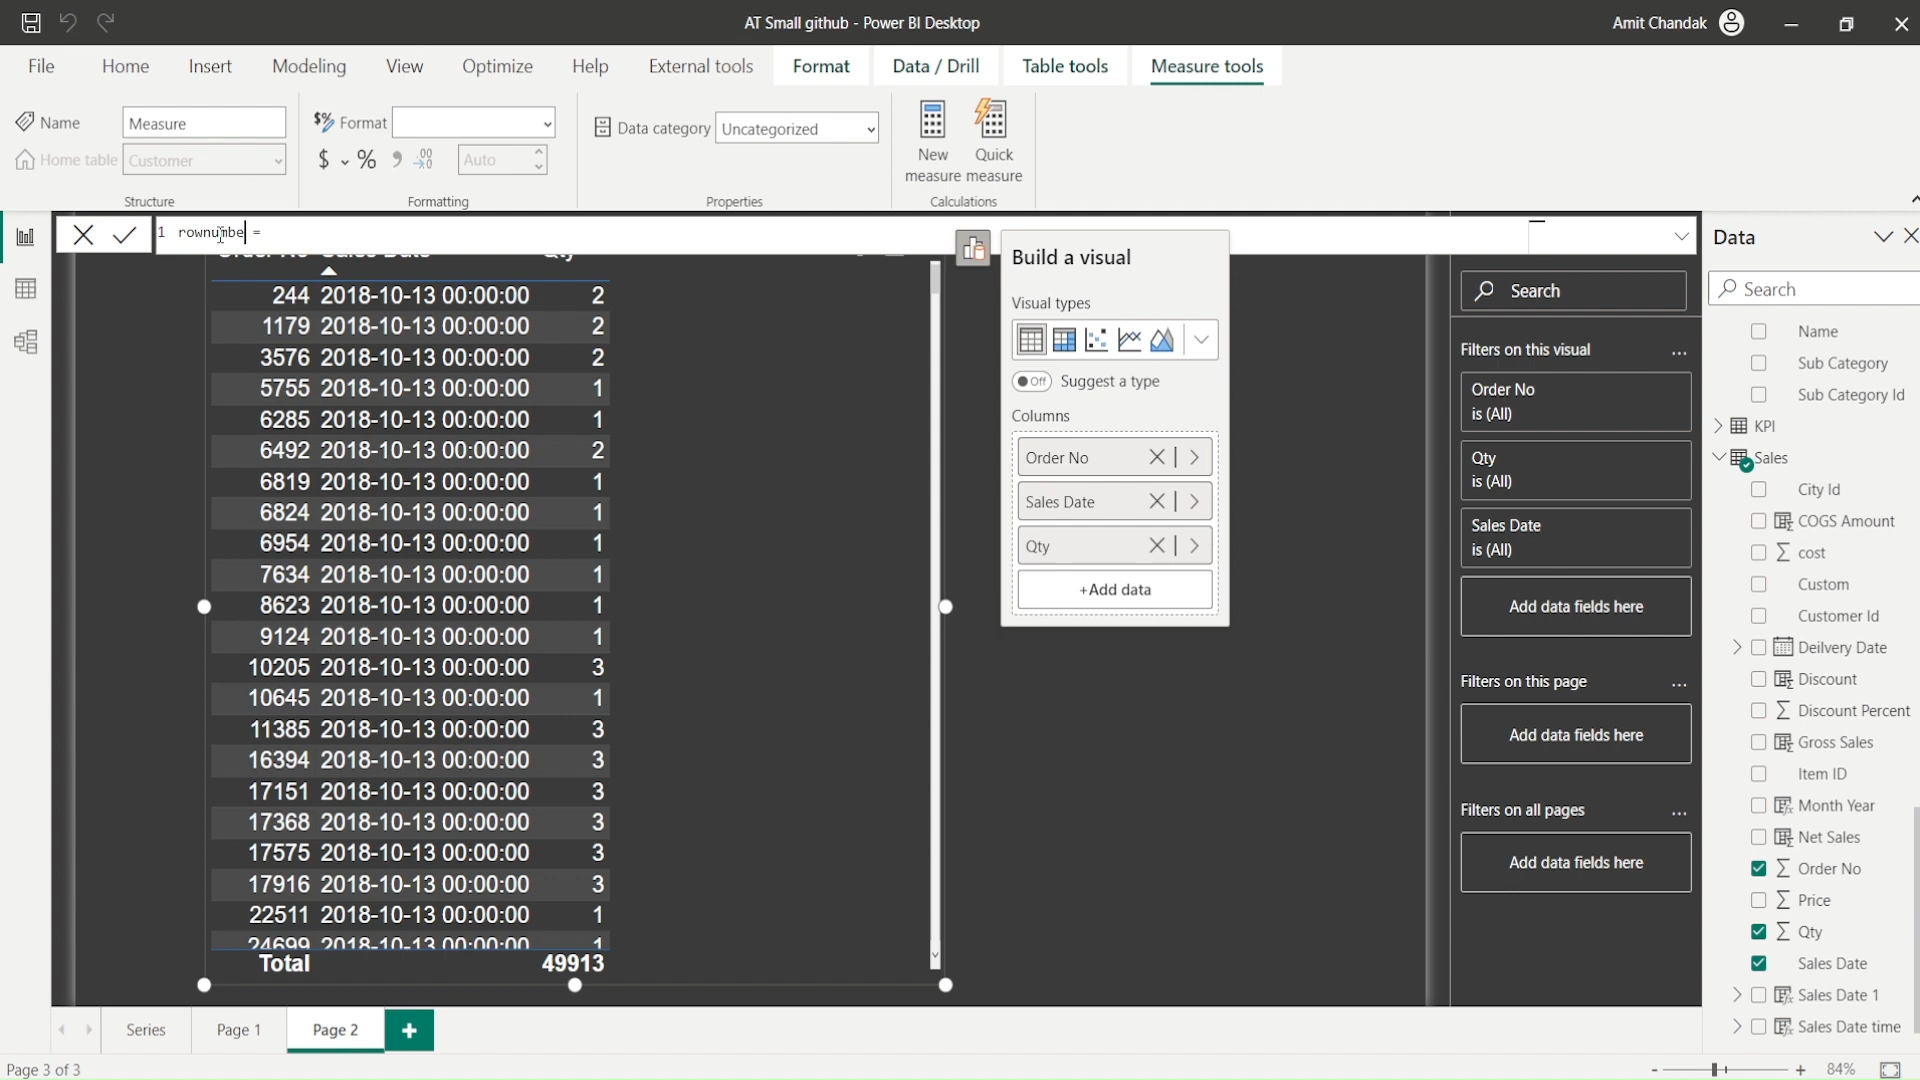 AT Small github - Power BI Desktop
Amit Chandak
File Home Insert Modeling View Optimize Help External tools Format Data / Drill Table tools Measure tools
Name Measure
Home table Customer
Structure
$% Format
$ % 9 .00
Auto
Formatting
Data category Uncategorized
Properties
New measure
Quick measure
Calculations
1 rownumbe =
244 2018-10-13 00:00:00 2
1179 2018-10-13 00:00:00 2
3576 2018-10-13 00:00:00 2
5755 2018-10-13 00:00:00 1
6285 2018-10-13 00:00:00 1
6492 2018-10-13 00:00:00 2
6819 2018-10-13 00:00:00 1
6824 2018-10-13 00:00:00 1
6954 2018-10-13 00:00:00 1
7634 2018-10-13 00:00:00 1
8623 2018-10-13 00:00:00 1
9124 2018-10-13 00:00:00 1
10205 2018-10-13 00:00:00 3
10645 2018-10-13 00:00:00 1
11385 2018-10-13 00:00:00 3
16394 2018-10-13 00:00:00 3
17151 2018-10-13 00:00:00 3
17368 2018-10-13 00:00:00 3
17575 2018-10-13 00:00:00 3
17916 2018-10-13 00:00:00 3
22511 2018-10-13 00:00:00 1
24699 2018-10-13 00:00:00 1
Total 49913
Build a visual
Visual types
Off Suggest a type
Columns
Order No
Sales Date
Qty
+Add data
Search
Filters on this visual ...
Order No
is (All)
Qty
is (All)
Sales Date
is (All)
Add data fields here
Filters on this page ...
Add data fields here
Filters on all pages ...
Add data fields here
Data
Search
Name
Sub Category
Sub Category Id
KPI
Sales
City Id
COGS Amount
Σ cost
Custom
Customer Id
Deilvery Date
Discount
Σ Discount Percent
Gross Sales
Item ID
Month Year
Net Sales
Σ Order No
Σ Price
Σ Qty
Sales Date
Sales Date 1
Sales Date time
Series Page 1 Page 2 +
Page 3 of 3
- + 84%